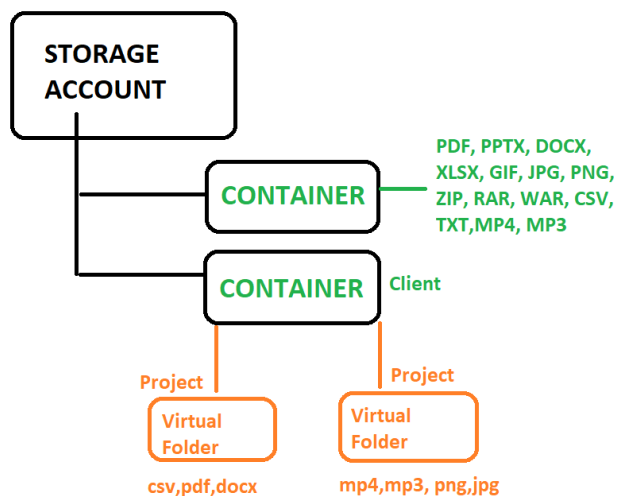 STORAGE
ACCOUNT
CONTAINER
PDF, PPTX, DOCX,
XLSX, GIF, JPG, PNG,
ZIP, RAR, WAR, CSV,
TXT,MP4, MP3
CONTAINER
Client
Project
Virtual
Folder
csv,pdf,docx
Project
Virtual
Folder
mp4,mp3, png,jpg